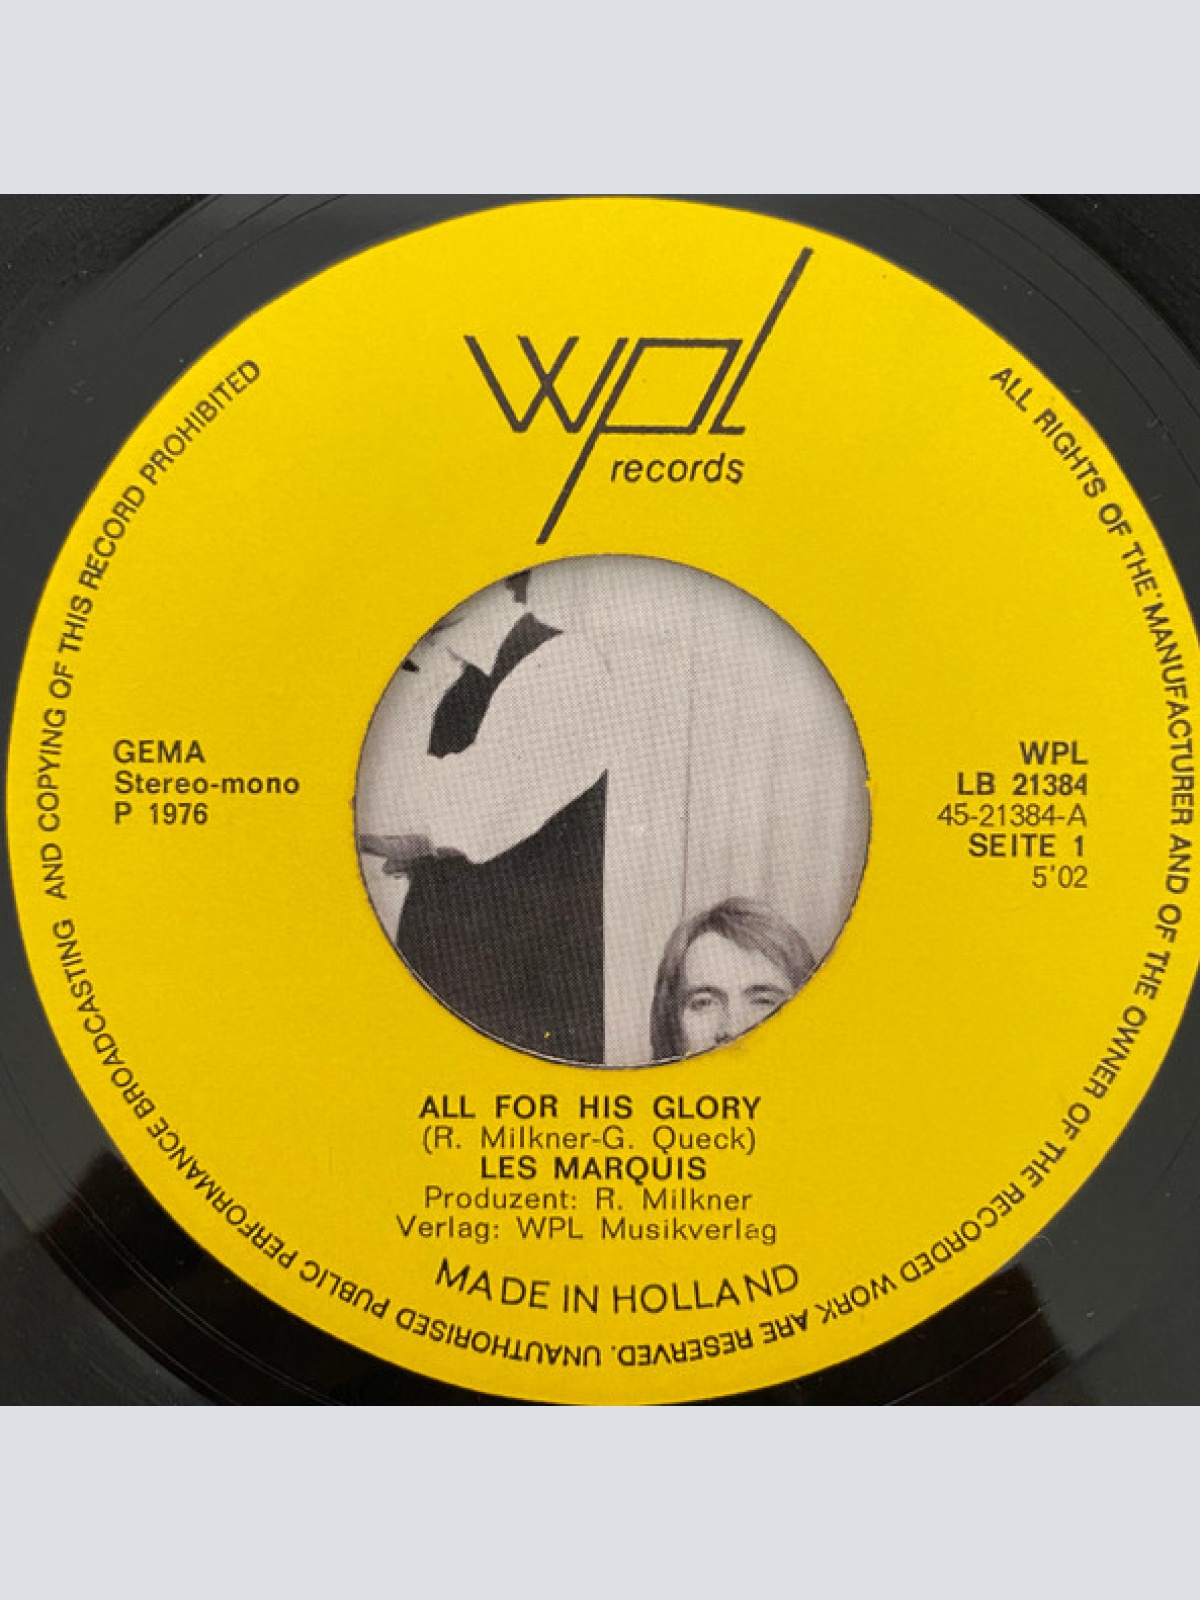 wpl
records
ALL RIGHTS OF THE MANUFACTURER AND OF THE OWNER OF THE RECORDED WORK ARE RESERVED. UNAUTHORISED PUBLIC PERFORMANCE BROADCASTING AND COPYING OF THIS RECORD PROHIBITED
GEMA
Stereo-mono
P 1976
WPL
LB 21384
45-21384-A
SEITE 1
5'02
ALL FOR HIS GLORY
(R. Milkner-G. Queck)
LES MARQUIS
Produzent: R. Milkner
Verlag: WPL Musikverlag
MADE IN HOLLAND